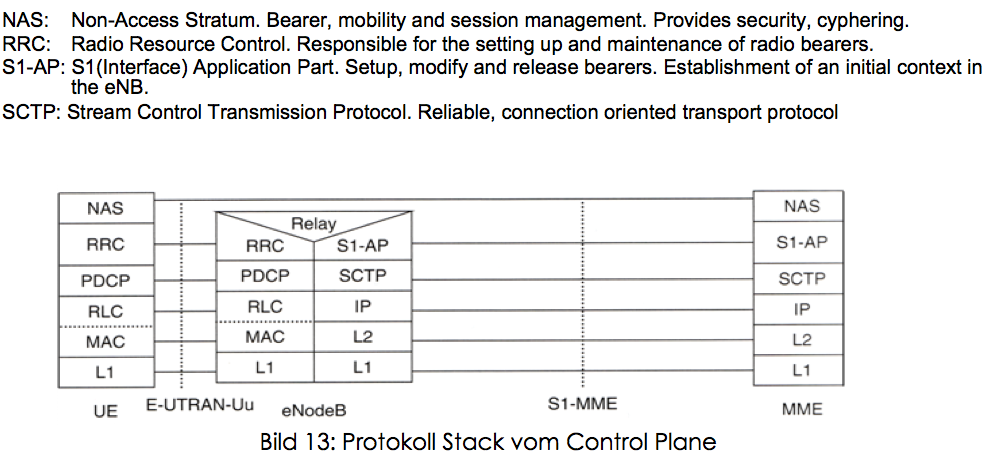 NAS: Non-Access Stratum. Bearer, mobility and session management. Provides security, cyphering.
RRC: Radio Resource Control. Responsible for the setting up and maintenance of radio bearers.
S1-AP: S1(Interface) Application Part. Setup, modify and release bearers. Establishment of an initial context in
the eNB.
SCTP: Stream Control Transmission Protocol. Reliable, connection oriented transport protocol
NAS
NAS
Relay
RRC
RRC
S1-AP
S1-AP
PDCP
PDCP
SCTP
SCTP
RLC
RLC
IP
IP
MAC
MAC
L2
L2
L1
L1
L1
L1
UE
E-UTRAN-Uu
eNodeB
S1-MME
MME
Bild 13: Protokoll Stack vom Control Plane